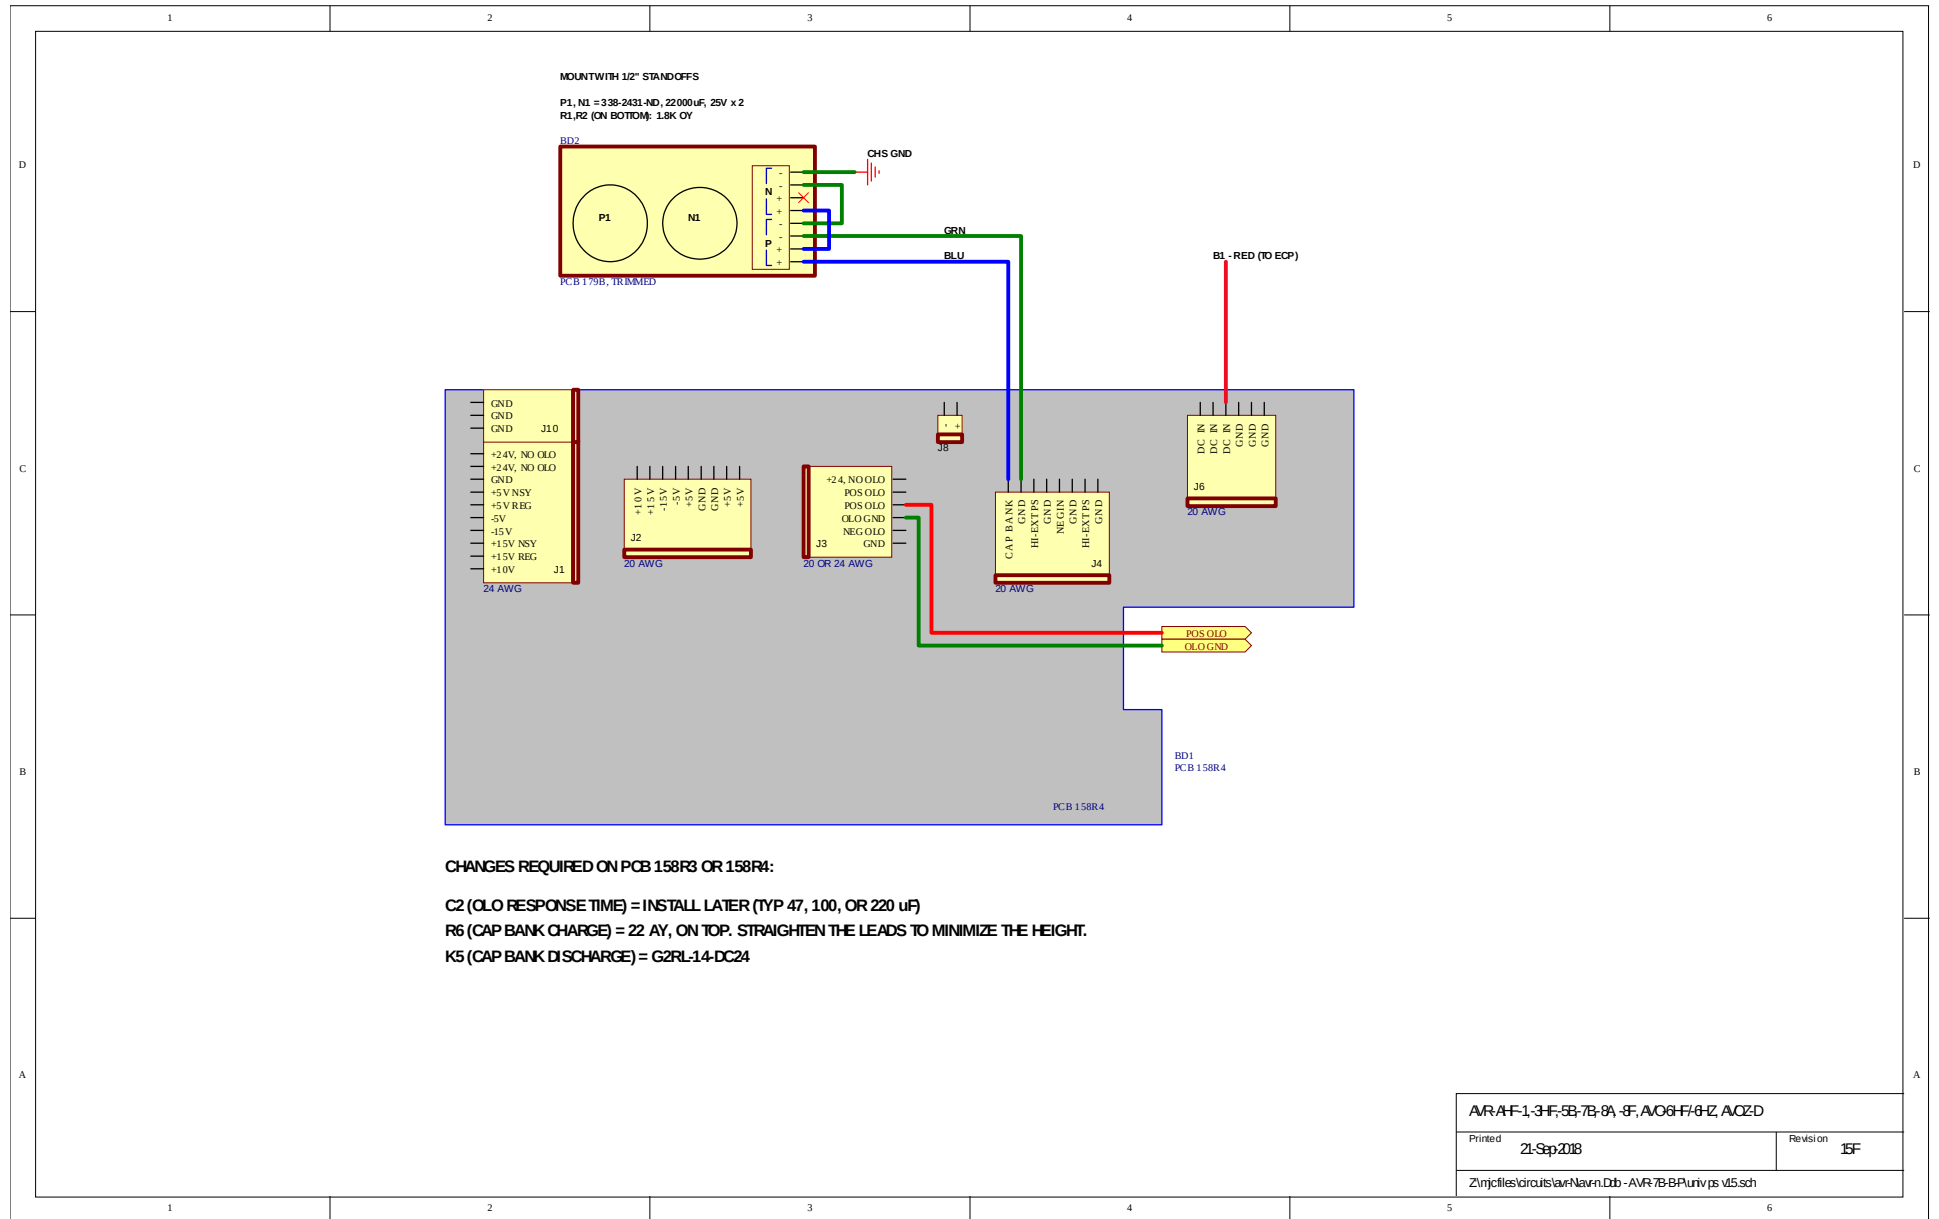 1 2 3 4 5 6
MOUNT WITH 1/2" STANDOFFS
P1, N1 = 338-2431-ND, 22000uF, 25V x 2
R1,R2 (ON BOTTOM): 1.8K OY
BD2
D
D
CHS GND
P1
N1
N
P
-
-
+
+
-
-
+
+
GRN
BLU
PCB 179B, TRIMMED
B1 - RED (TO ECP)
C
C
GND
GND
GND
J10
+24V, NO OLO
+24V, NO OLO
GND
+5V NSY
+5V REG
-5V
-15V
+15V NSY
+15V REG
+10V
J1
24 AWG
+10V
+15V
-15V
-5V
+5V
GND
GND
+5V
+5V
J2
20 AWG
+24, NO OLO
POS OLO
POS OLO
OLO GND
NEG OLO
GND
J3
20 OR 24 AWG
-
+
J8
CAP BANK
GND
HI-EXT PS
GND
NEG IN
GND
HI-EXT PS
GND
J4
20 AWG
DC IN
DC IN
DC IN
GND
GND
GND
J6
20 AWG
POS OLO
OLO GND
B
B
BD1
PCB 158R4
PCB 158R4
CHANGES REQUIRED ON PCB 158R3 OR 158R4:
C2 (OLO RESPONSE TIME) = INSTALL LATER (TYP 47, 100, OR 220 uF)
R6 (CAP BANK CHARGE) = 22 AY, ON TOP. STRAIGHTEN THE LEADS TO MINIMIZE THE HEIGHT.
K5 (CAP BANK DISCHARGE) = G2RL-14-DC24
A
A
AVR-AHF-1,-3HF,-5B,-7B,-8A, -8F, AVO-6HF/-6HZ, AVOZ-D
Printed
21-Sep-2018
Revision
15F
Z:\mjcfiles\circuits\avr-N\avr-n.Ddb - AVR-7B-B-P\univ ps v15.sch
1 2 3 4 5 6